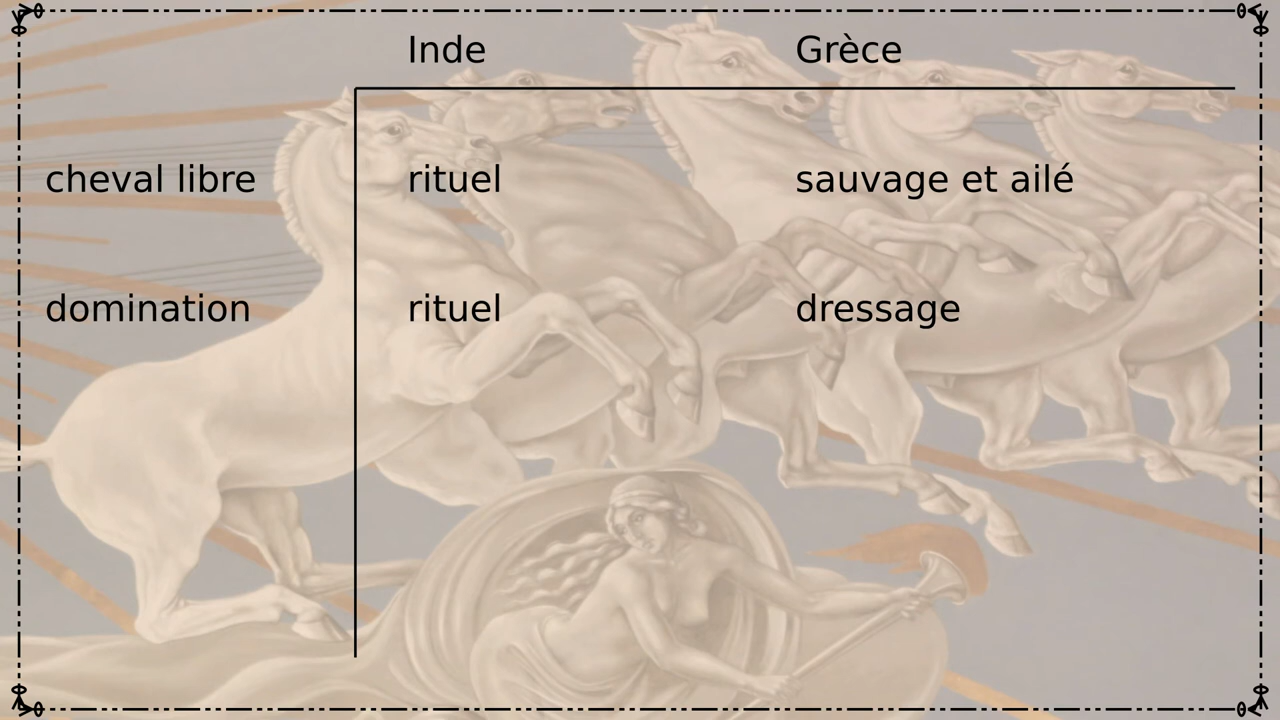 Inde Grèce
cheval libre rituel sauvage et ailé
domination rituel dressage